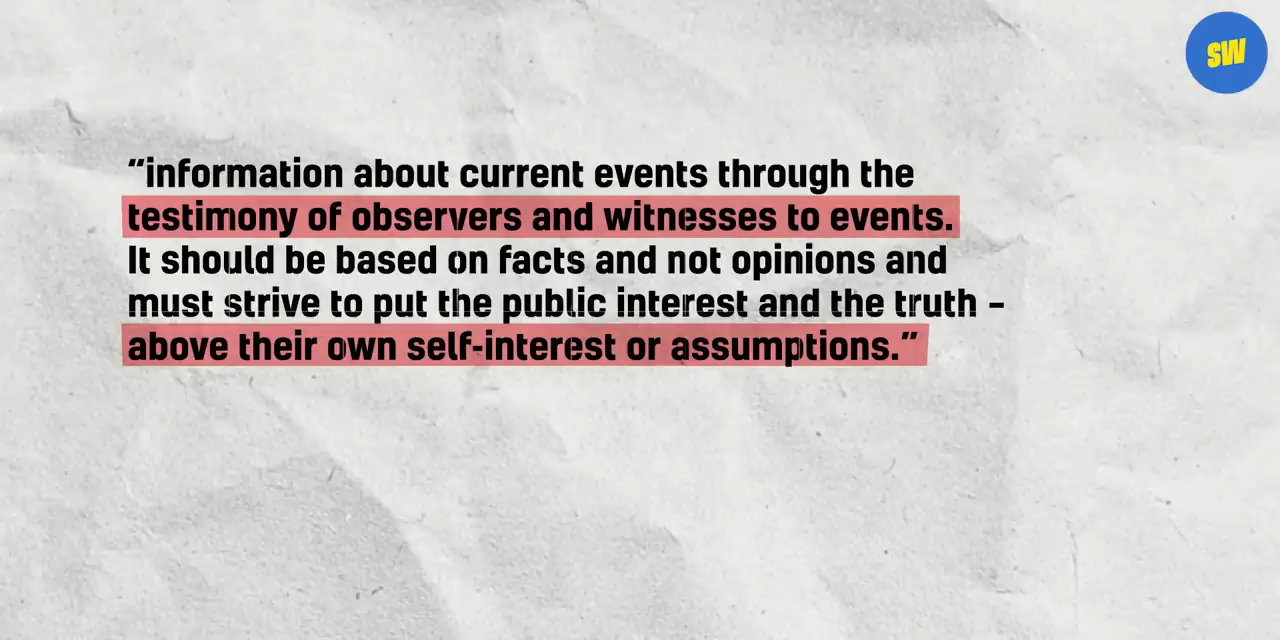 SW
“information about current events through the
testimony of observers and witnesses to events.
It should be based on facts and not opinions and
must strive to put the public interest and the truth –
above their own self-interest or assumptions.”